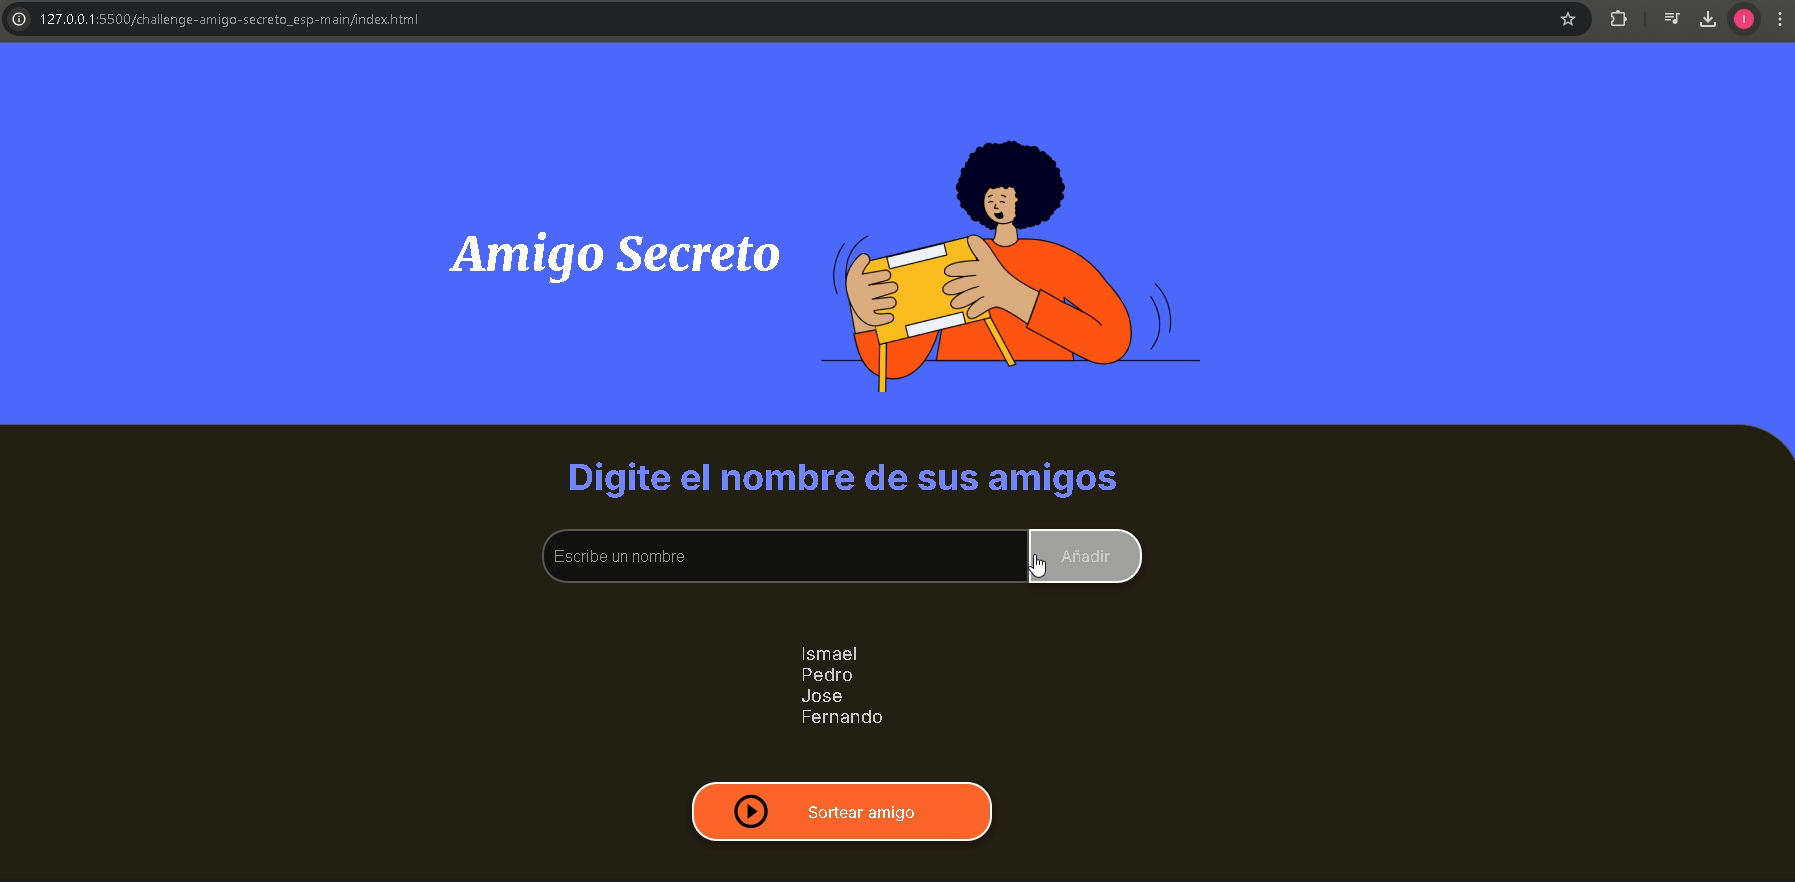 127.0.0.1:5500/challenge-amigo-secreto_esp-main/index.html
I
Amigo Secreto
Digite el nombre de sus amigos
Escribe un nombre
Añadir
Ismael
Pedro
Jose
Fernando
Sortear amigo